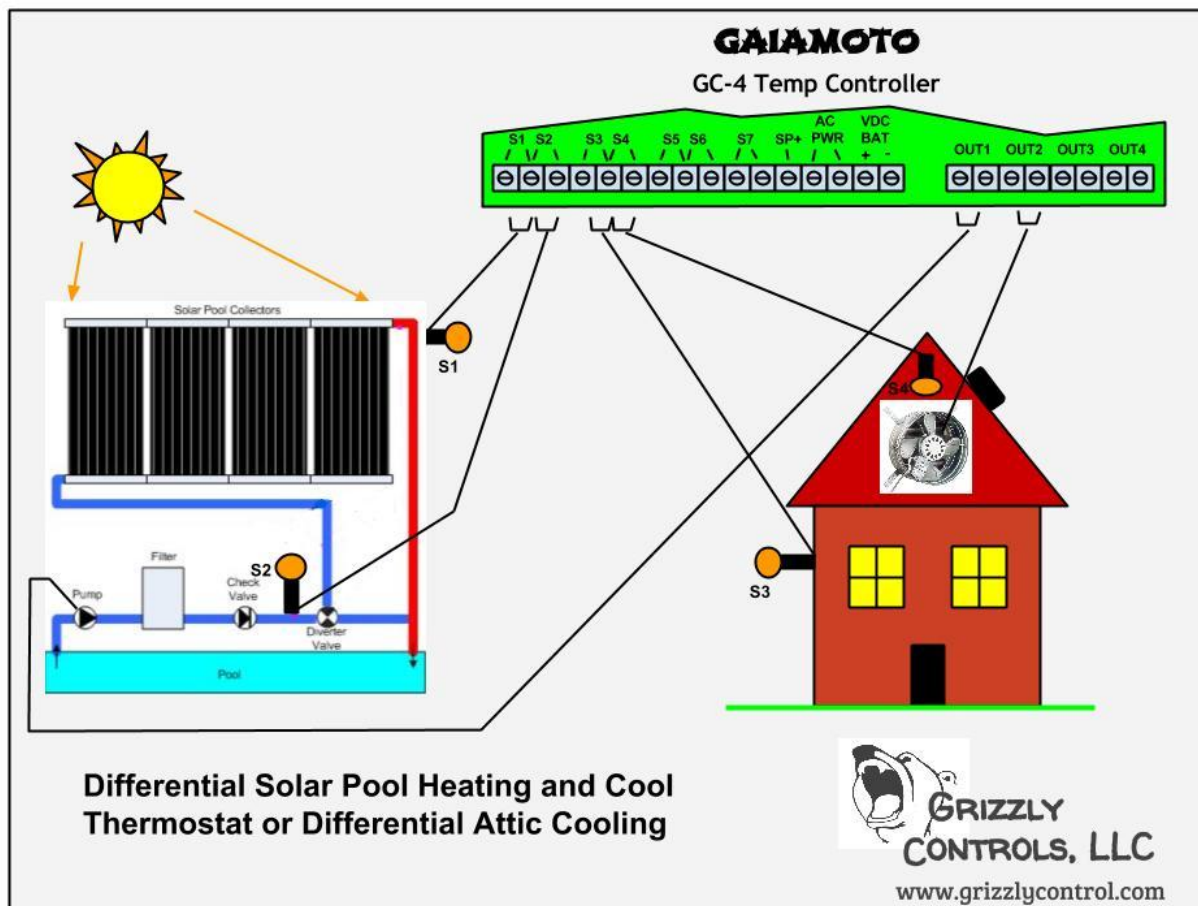 GAIAMOTO
GC-4 Temp Controller
S1 S2 S3 S4 S5 S6 S7 SP+ AC PWR VDC BAT + - OUT1 OUT2 OUT3 OUT4
Solar Pool Collectors
S1
S4
S2
S3
Filter
Pump
Check
Valve
Diverter
Valve
Pool
Differential Solar Pool Heating and Cool
Thermostat or Differential Attic Cooling
GRIZZLY
CONTROLS, LLC
www.grizzlycontrol.com